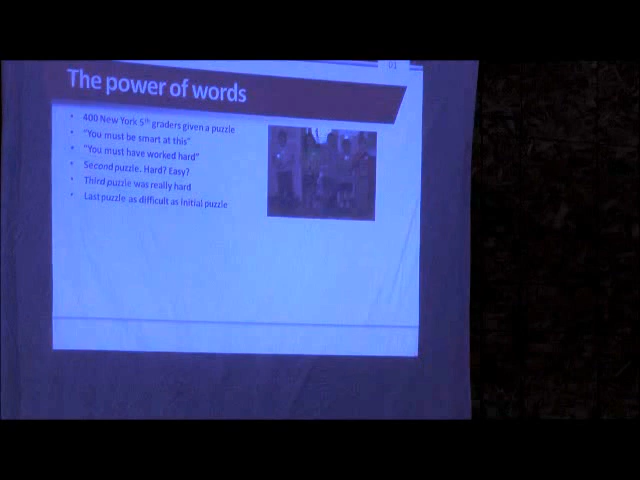 01
The power of words
• 400 New York 5th graders given a puzzle
• "You must be smart at this"
• "You must have worked hard"
• Second puzzle. Hard? Easy?
• Third puzzle was really hard
• Last puzzle as difficult as initial puzzle